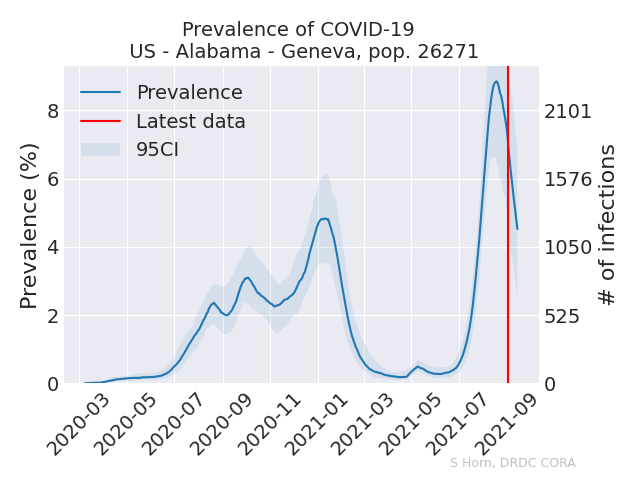 Prevalence of COVID-19
US - Alabama - Geneva, pop. 26271
Prevalence
Latest data
95CI
Prevalence (%)
8
6
4
2
0
2101
1576
1050
525
0
# of infections
2020-03
2020-05
2020-07
2020-09
2020-11
2021-01
2021-03
2021-05
2021-07
2021-09
S Horn, DRDC CORA